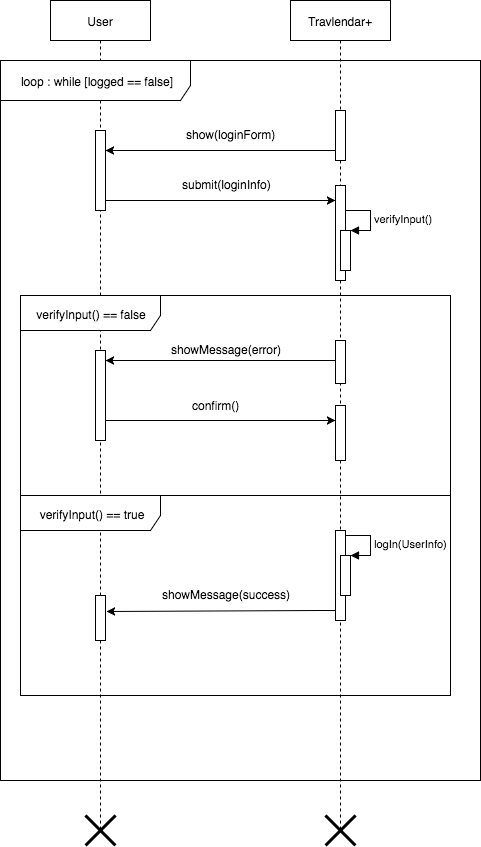 User
Travlendar+
loop : while [logged == false]
show(loginForm)
submit(loginInfo)
verifyInput()
verifyInput() == false
showMessage(error)
confirm()
verifyInput() == true
logIn(UserInfo)
showMessage(success)